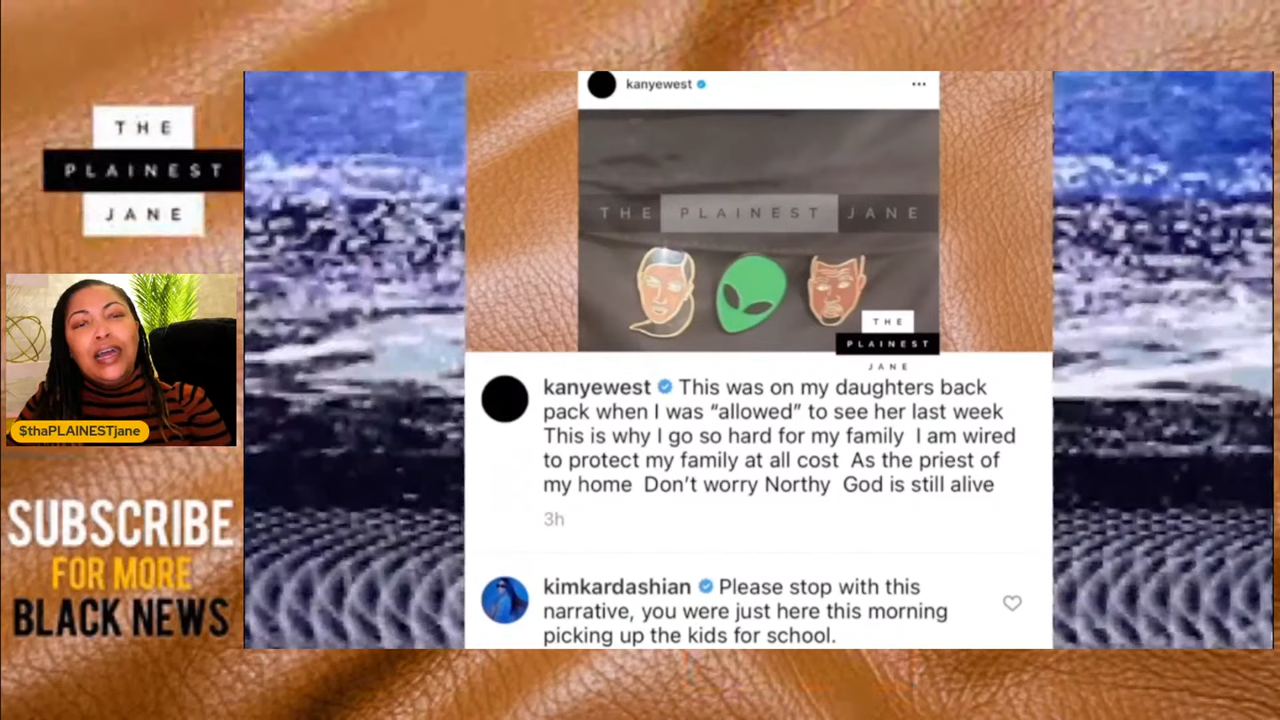 THE
PLAINEST
JANE
$thaPLAINESTjane
SUBSCRIBE
FOR MORE
BLACK NEWS
kanyewest
THE PLAINEST JANE
THE
PLAINEST
JANE
kanyewest This was on my daughters back
pack when I was “allowed” to see her last week
This is why I go so hard for my family I am wired
to protect my family at all cost As the priest of
my home Don’t worry Northy God is still alive
3h
kimkardashian Please stop with this
narrative, you were just here this morning
picking up the kids for school.